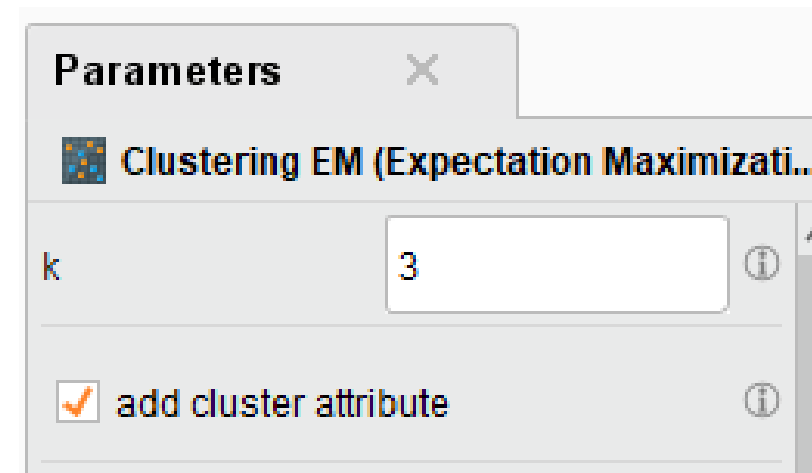 Parameters
Clustering EM (Expectation Maximizati...
k 3
add cluster attribute